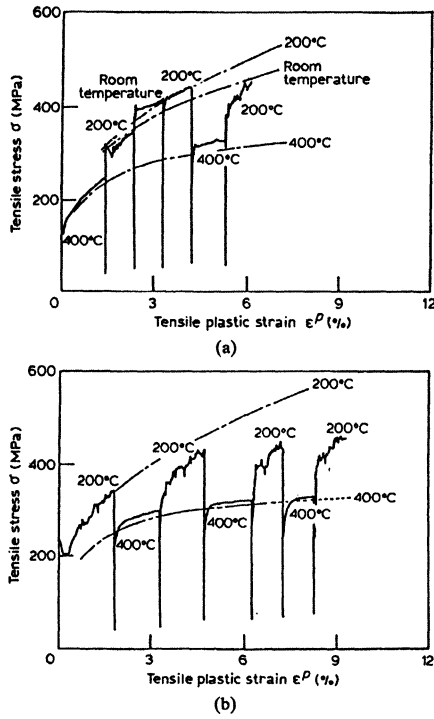 600
400
200
0
Tensile stress σ (MPa)
Room
temperature
200°C
200°C
200°C
Room
temperature
200°C
400°C
400°C
400°C
0 3 6 9 12
Tensile plastic strain εᵖ (%)
(a)
600
400
200
0
Tensile stress σ (MPa)
200°C
200°C
200°C
200°C
200°C
400°C
400°C
400°C
400°C
0 3 6 9 12
Tensile plastic strain εᵖ (%)
(b)